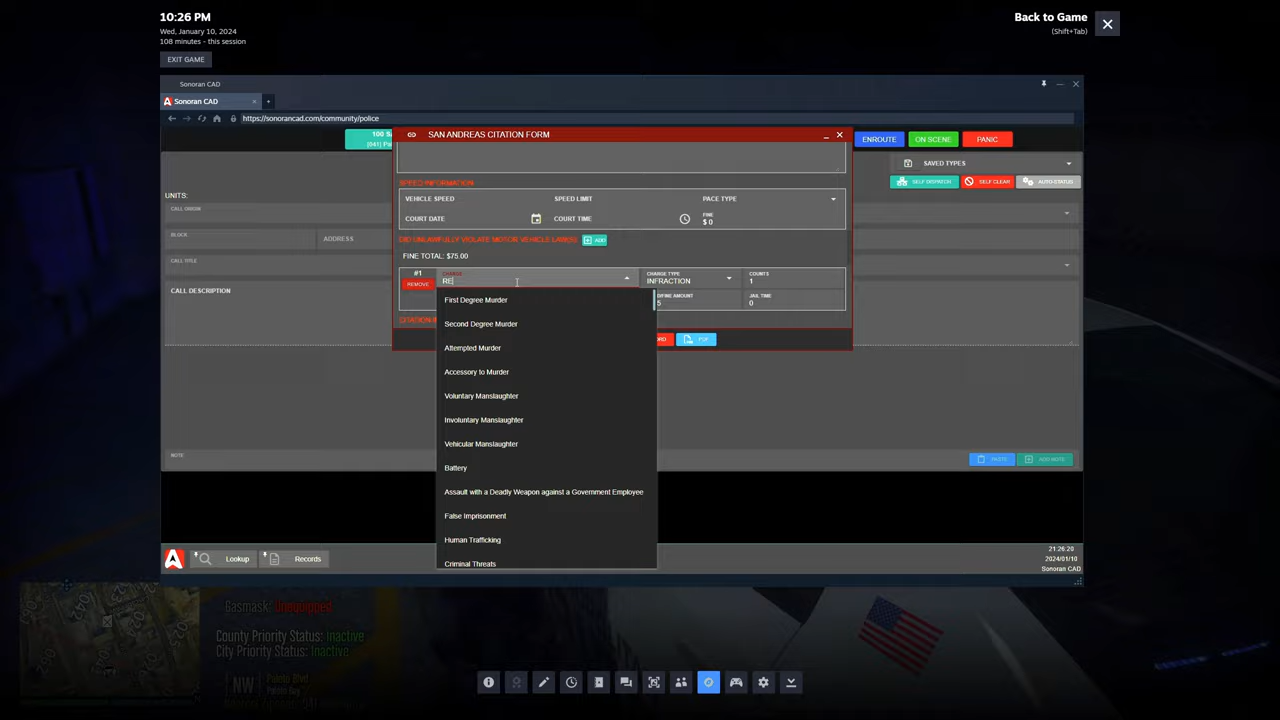 10:26 PM
Wed, January 10, 2024
108 minutes - this session
EXIT GAME
Back to Game
(Shift+Tab)
Sonoran CAD
Sonoran CAD
https://sonorancad.com/community/police
100
SAN ANDREAS CITATION FORM
ENROUTE
ON SCENE
PANIC
SAVED TYPES
SELF DISPATCH
SELF CLEAR
AUTO-STATUS
UNITS:
CALL ORIGIN
BLOCK
ADDRESS
CALL TITLE
CALL DESCRIPTION
SPEED INFORMATION
VEHICLE SPEED
SPEED LIMIT
PACE TYPE
COURT DATE
COURT TIME
FINE
$ 0
DID UNLAWFULLY VIOLATE MOTOR VEHICLE LAW(S)
ADD
FINE TOTAL: $75.00
#1
REMOVE
CHARGE
RE
CHARGE TYPE
INFRACTION
COUNTS
1
FINE AMOUNT
5
JAIL TIME
0
First Degree Murder
Second Degree Murder
Attempted Murder
Accessory to Murder
Voluntary Manslaughter
Involuntary Manslaughter
Vehicular Manslaughter
Battery
Assault with a Deadly Weapon against a Government Employee
False Imprisonment
Human Trafficking
Criminal Threats
PDF
NOTE
PASTE
ADD NOTE
Lookup
Records
21:26:20
2024/01/10
Sonoran CAD
Gasmask: Unequipped
County Priority Status: Inactive
City Priority Status: Inactive
NW